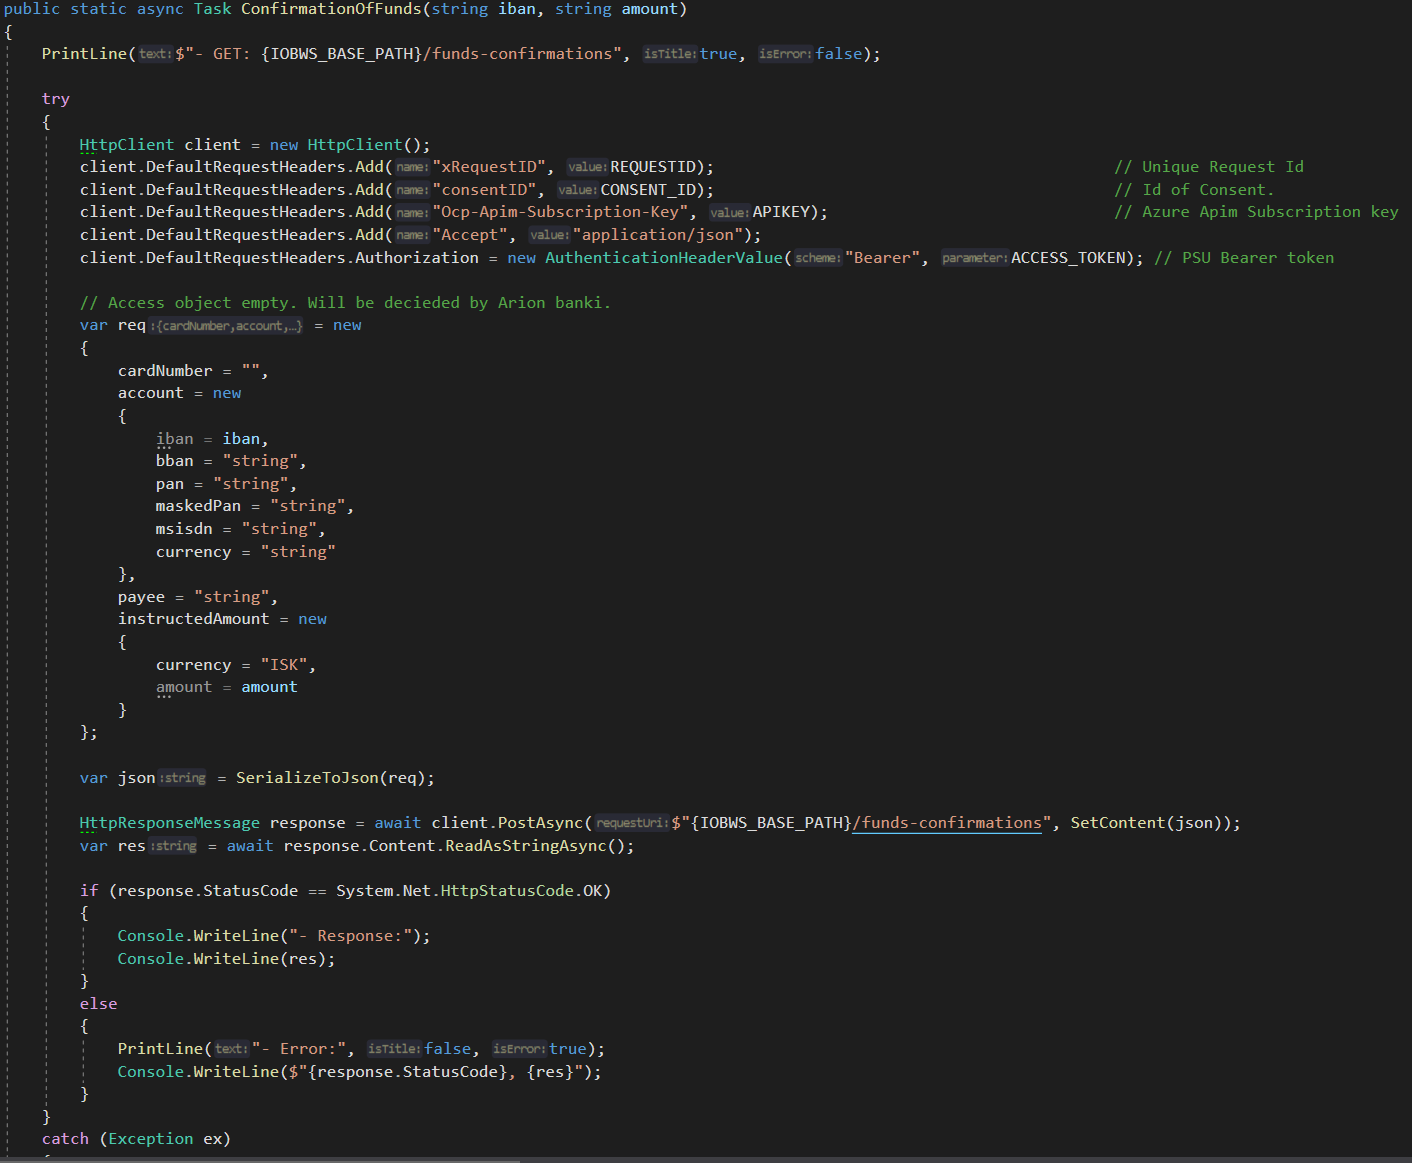 public static async Task ConfirmationOfFunds(string iban, string amount)
{
PrintLine(text: $"- GET: {IOBWS_BASE_PATH}/funds-confirmations", isTitle: true, isError: false);
try
{
HttpClient client = new HttpClient();
client.DefaultRequestHeaders.Add(name: "xRequestID", value: REQUESTID); // Unique Request Id
client.DefaultRequestHeaders.Add(name: "consentID", value: CONSENT_ID); // Id of Consent.
client.DefaultRequestHeaders.Add(name: "Ocp-Apim-Subscription-Key", value: APIKEY); // Azure Apim Subscription key
client.DefaultRequestHeaders.Add(name: "Accept", value: "application/json");
client.DefaultRequestHeaders.Authorization = new AuthenticationHeaderValue(scheme: "Bearer", parameter: ACCESS_TOKEN); // PSU Bearer token
// Access object empty. Will be decieded by Arion banki.
var req :{cardNumber,account,…} = new
{
cardNumber = "",
account = new
{
iban = iban,
bban = "string",
pan = "string",
maskedPan = "string",
msisdn = "string",
currency = "string"
},
payee = "string",
instructedAmount = new
{
currency = "ISK",
amount = amount
}
};
var json :string = SerializeToJson(req);
HttpResponseMessage response = await client.PostAsync(requestUri: $"{IOBWS_BASE_PATH}/funds-confirmations", SetContent(json));
var res :string = await response.Content.ReadAsStringAsync();
if (response.StatusCode == System.Net.HttpStatusCode.OK)
{
Console.WriteLine("- Response:");
Console.WriteLine(res);
}
else
{
PrintLine(text: "- Error:", isTitle: false, isError: true);
Console.WriteLine($"{response.StatusCode}, {res}");
}
}
catch (Exception ex)